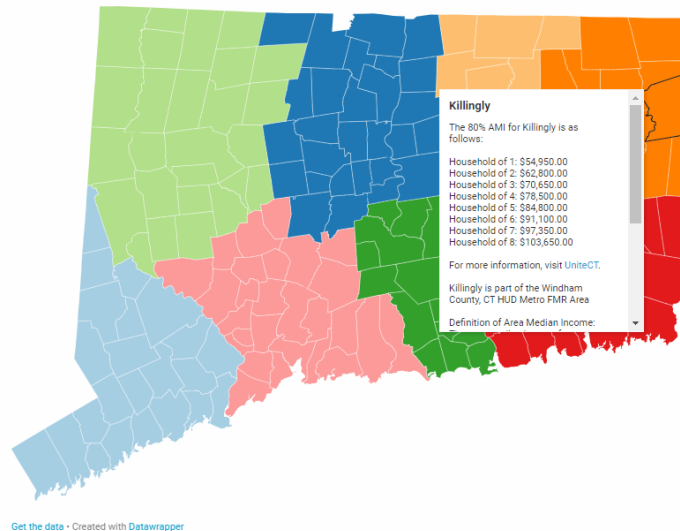 Killingly
The 80% AMI for Killingly is as
follows:
Household of 1: $54,950.00
Household of 2: $62,800.00
Household of 3: $70,650.00
Household of 4: $78,500.00
Household of 5: $84,800.00
Household of 6: $91,100.00
Household of 7: $97,350.00
Household of 8: $103,650.00
For more information, visit UniteCT.
Killingly is part of the Windham
County, CT HUD Metro FMR Area
Definition of Area Median Income:
Get the data • Created with Datawrapper